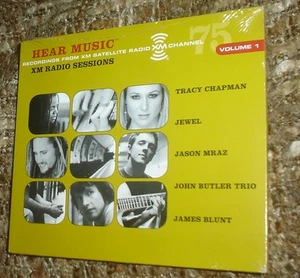 HEAR MUSIC™
RECORDINGS FROM XM SATELLITE RADIO XM CHANNEL 75
XM RADIO SESSIONS
VOLUME 1
TRACY CHAPMAN
JEWEL
JASON MRAZ
JOHN BUTLER TRIO
JAMES BLUNT